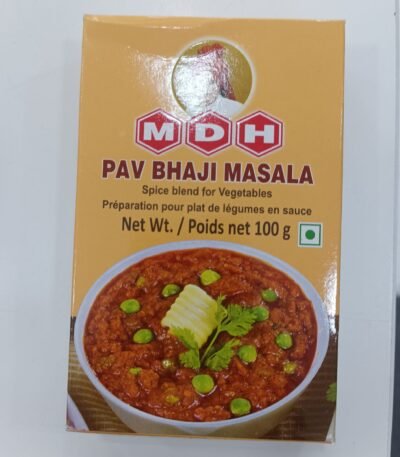 MDH
PAV BHAJI MASALA
Spice blend for Vegetables
Préparation pour plat de légumes en sauce
Net Wt. / Poids net 100 g